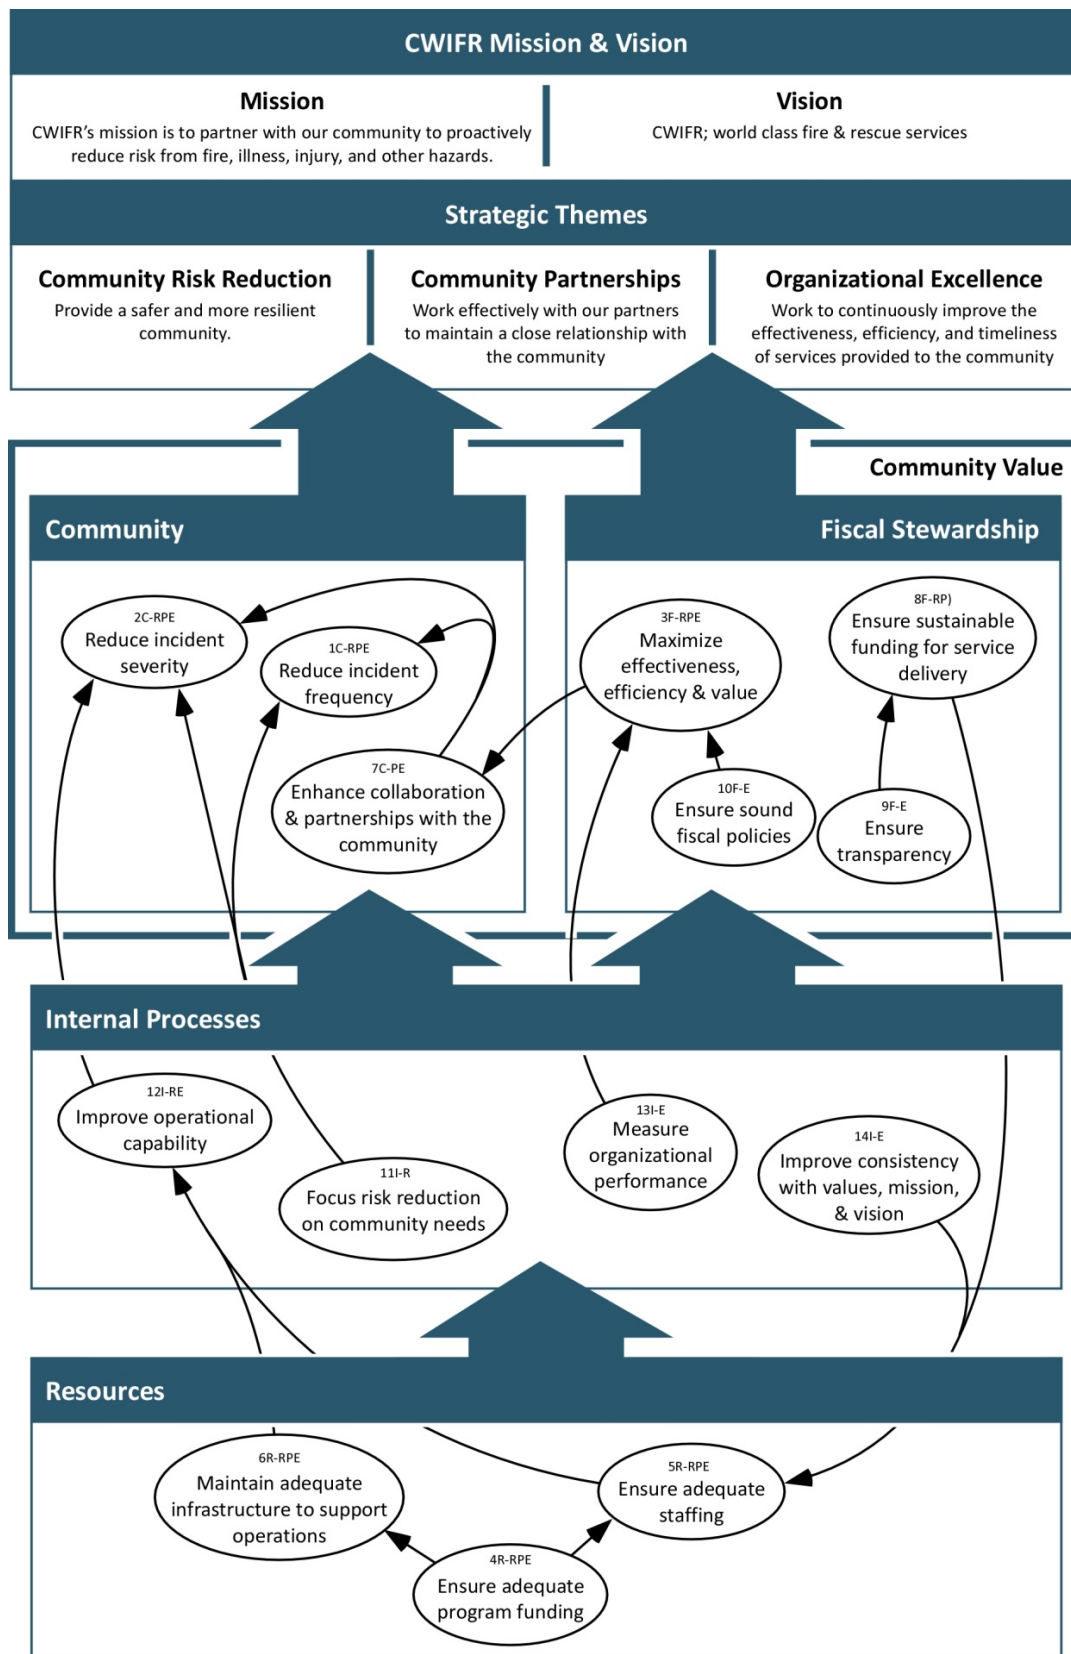 CWIFR Mission & Vision
Mission
CWIFR’s mission is to partner with our community to proactively
reduce risk from fire, illness, injury, and other hazards.
Vision
CWIFR; world class fire & rescue services
Strategic Themes
Community Risk Reduction
Provide a safer and more resilient
community.
Community Partnerships
Work effectively with our partners
to maintain a close relationship with
the community
Organizational Excellence
Work to continuously improve the
effectiveness, efficiency, and timeliness
of services provided to the community
Community Value
Community
2C-RPE
Reduce incident
severity
1C-RPE
Reduce incident
frequency
7C-PE
Enhance collaboration
& partnerships with the
community
Fiscal Stewardship
3F-RPE
Maximize
effectiveness,
efficiency & value
8F-RP)
Ensure sustainable
funding for service
delivery
10F-E
Ensure sound
fiscal policies
9F-E
Ensure
transparency
Internal Processes
12I-RE
Improve operational
capability
11I-R
Focus risk reduction
on community needs
13I-E
Measure
organizational
performance
14I-E
Improve consistency
with values, mission,
& vision
Resources
6R-RPE
Maintain adequate
infrastructure to support
operations
5R-RPE
Ensure adequate
staffing
4R-RPE
Ensure adequate
program funding